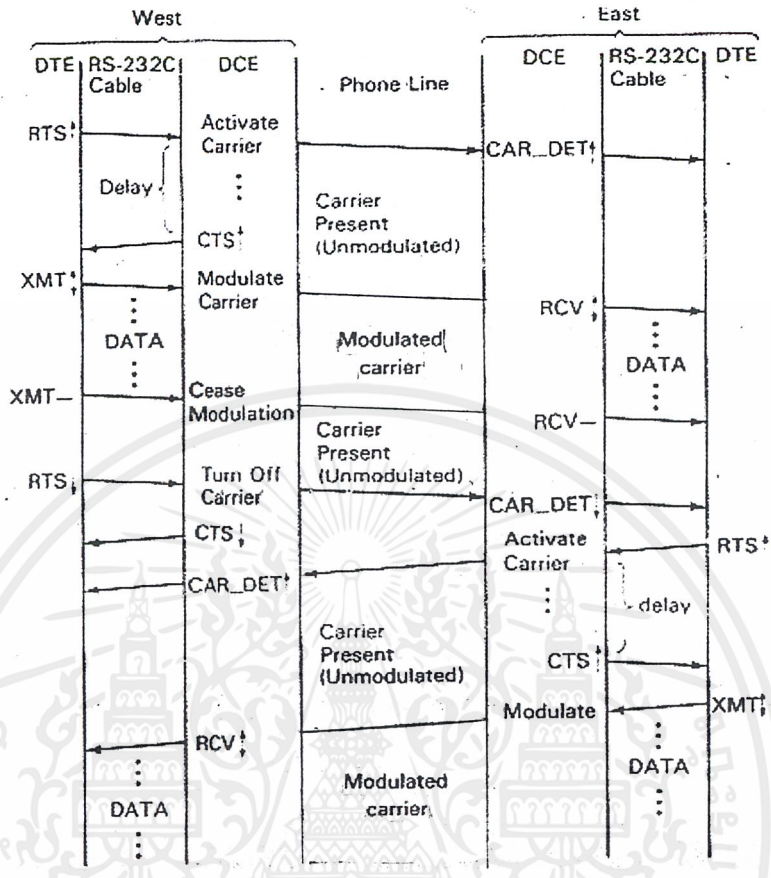 West
East
DTE RS-232C Cable DCE
Phone Line
DCE RS-232C Cable DTE
RTS↑ Activate Carrier CAR_DET↑
Delay
Carrier Present (Unmodulated)
CTS↑
XMT↕ Modulate Carrier
RCV↕
DATA
Modulated carrier
DATA
XMT— Cease Modulation
RCV—
Carrier Present (Unmodulated)
RTS↓ Turn Off Carrier
CAR_DET↓
CTS↓
Activate Carrier
RTS↑
CAR_DET↑
delay
Carrier Present (Unmodulated)
CTS↑
Modulate XMT↕
RCV↕
DATA
Modulated carrier
DATA